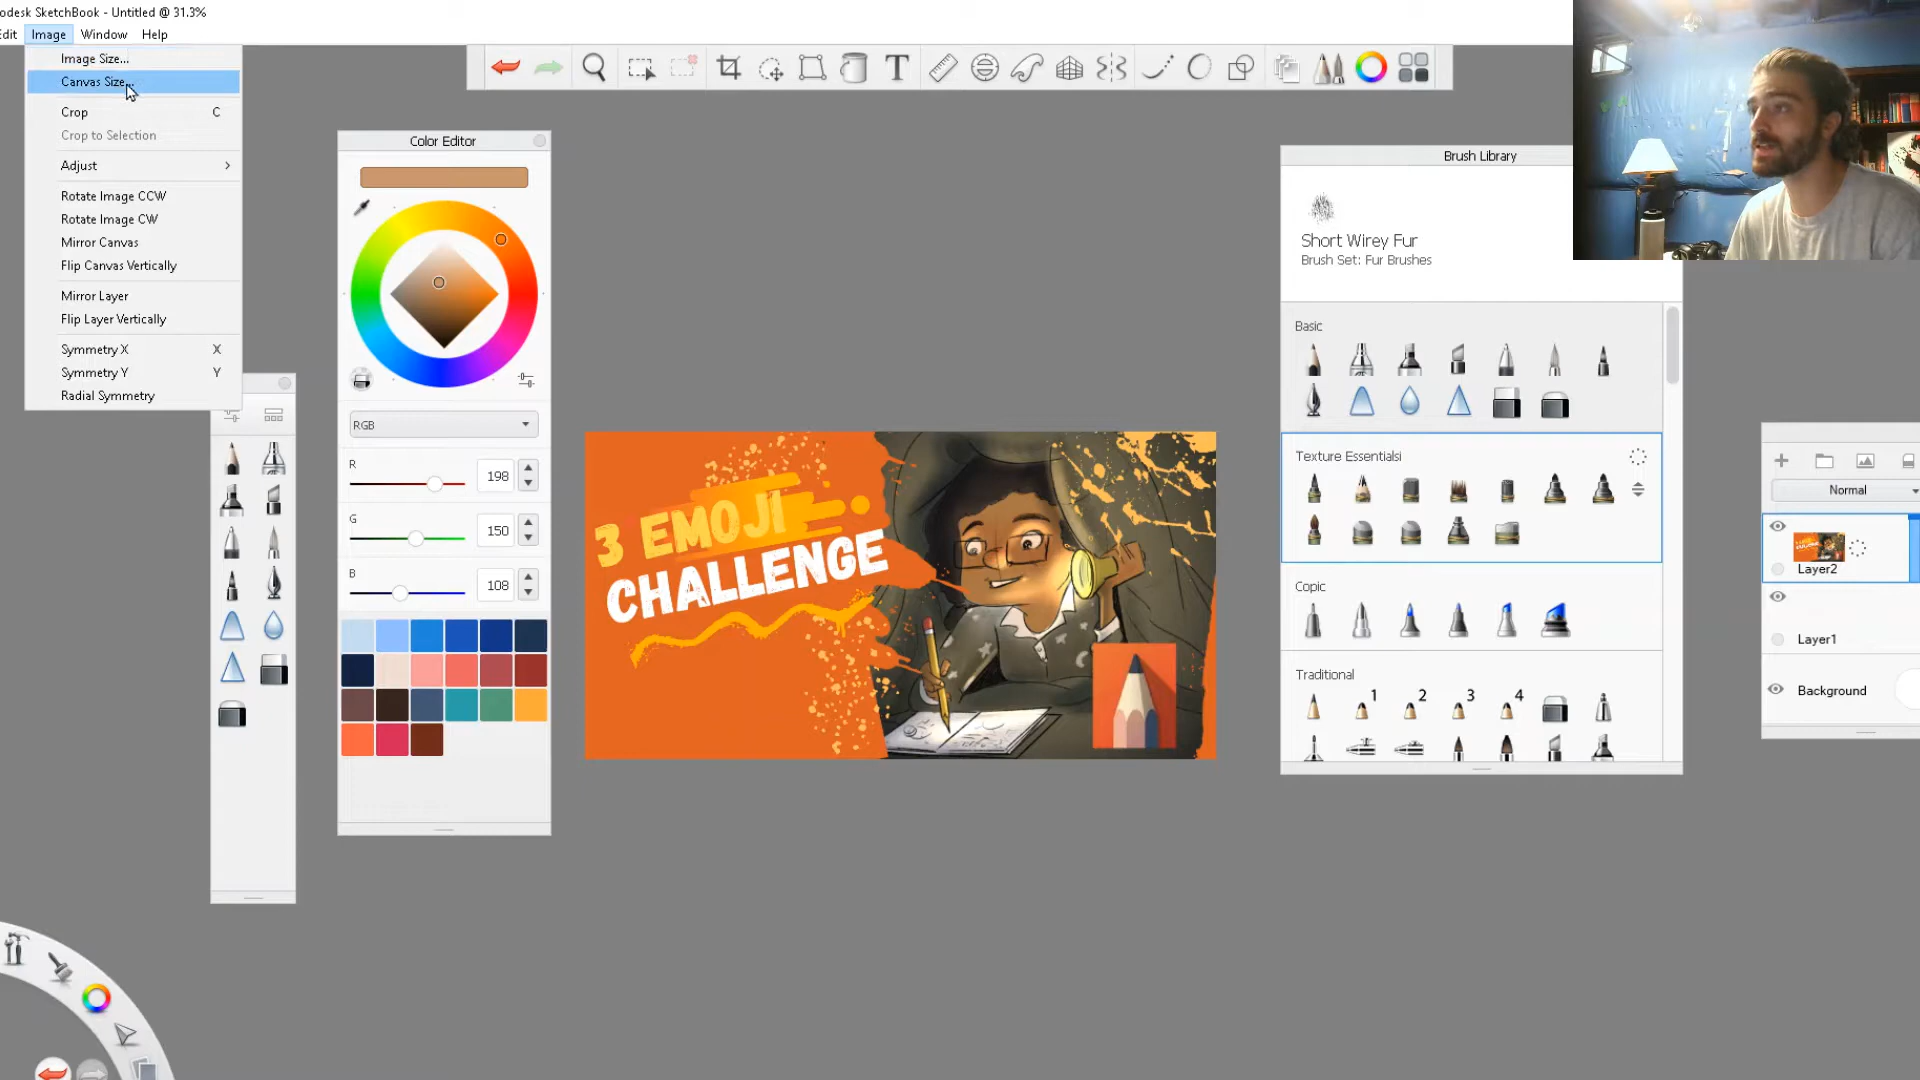 odesk SketchBook - Untitled @ 31.3%
Edit Image Window Help
Image Size...
Canvas Size...
Crop C
Crop to Selection
Adjust
Rotate Image CCW
Rotate Image CW
Mirror Canvas
Flip Canvas Vertically
Mirror Layer
Flip Layer Vertically
Symmetry X X
Symmetry Y Y
Radial Symmetry
Color Editor
RGB
R 198
G 150
B 108
3 EMOJI
CHALLENGE
Brush Library
Short Wirey Fur
Brush Set: Fur Brushes
Basic
Texture Essentialsi
Copic
Traditional
1 2 3 4
Normal
Layer2
Layer1
Background